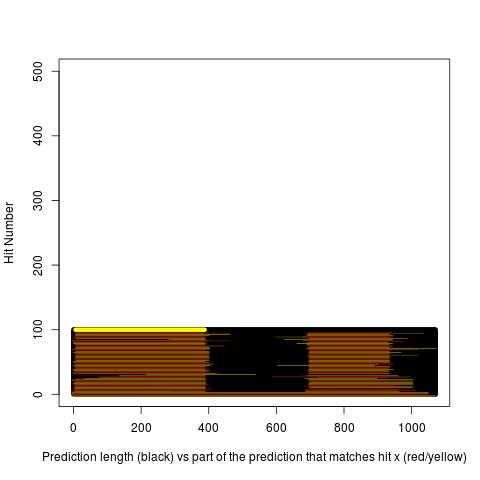 500
400
300
200
100
0
Hit Number
0 200 400 600 800 1000
Prediction length (black) vs part of the prediction that matches hit x (red/yellow)